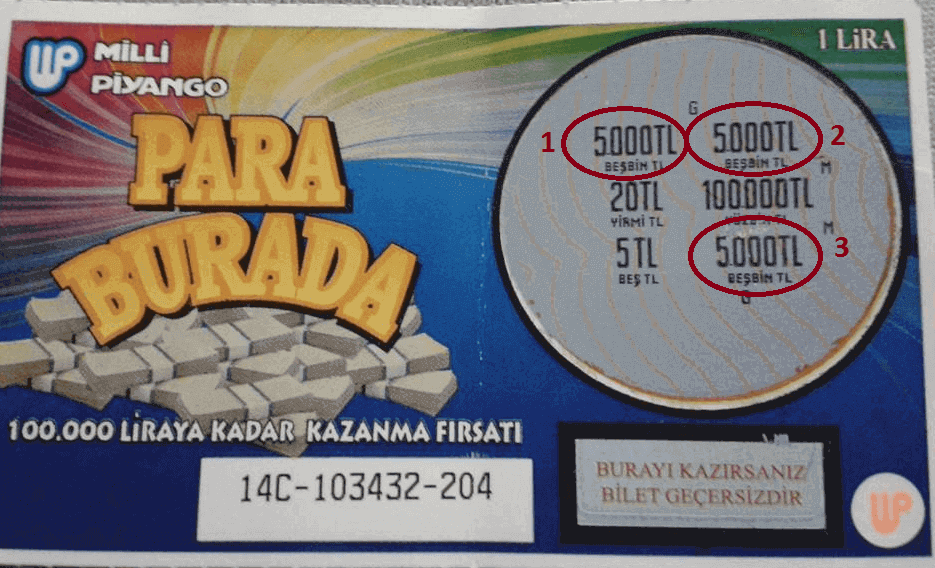 MİLLİ
PİYANGO
1 LİRA
PARA
BURADA
G
1
5.000TL
5.000TL
2
BEŞBİN TL
BEŞBİN TL
M
20TL
100.000TL
YİRMİ TL
YÜZBİN TL
M
5TL
5.000TL
3
BEŞ TL
BEŞBİN TL
G
100.000 LİRAYA KADAR KAZANMA FIRSATI
14C-103432-204
BURAYI KAZIRSANIZ
BİLET GEÇERSİZDİR